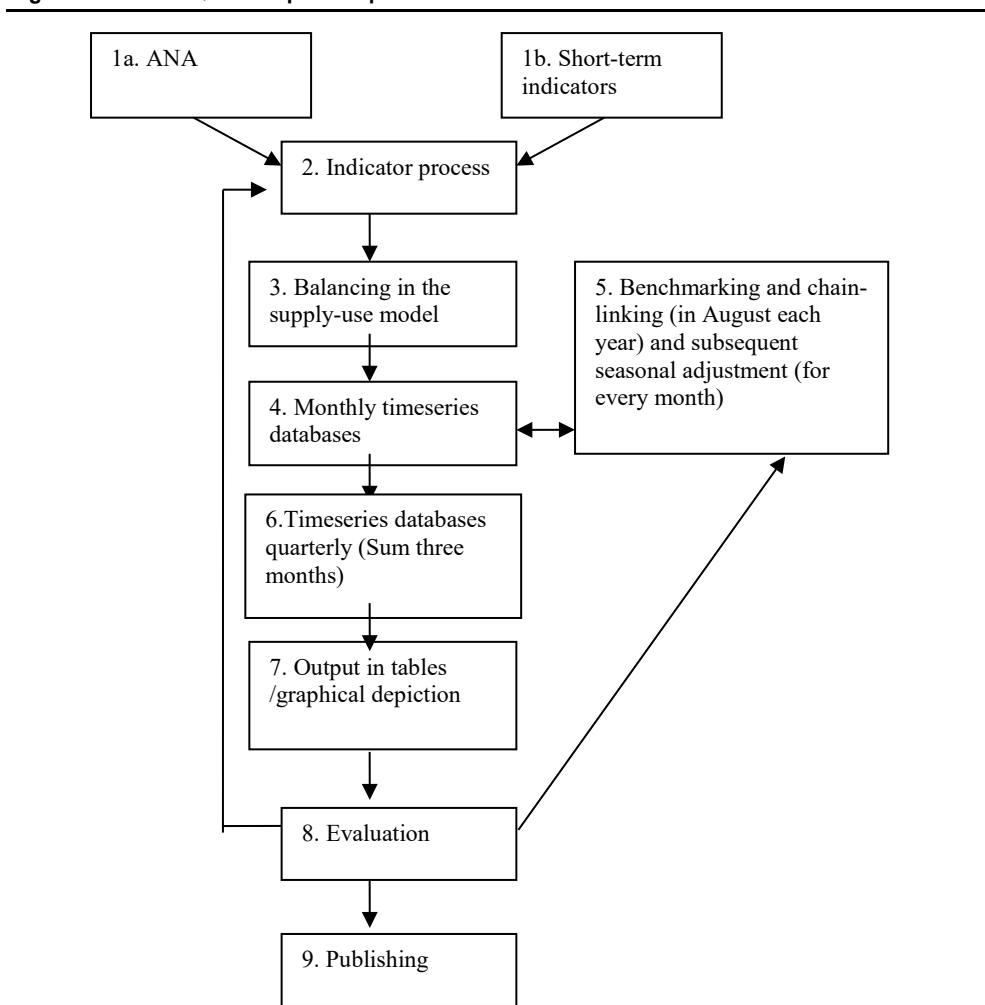 1a. ANA
1b. Short-term
indicators
2. Indicator process
3. Balancing in the
supply-use model
5. Benchmarking and chain-
linking (in August each
year) and subsequent
seasonal adjustment (for
every month)
4. Monthly timeseries
databases
6.Timeseries databases
quarterly (Sum three
months)
7. Output in tables
/graphical depiction
8. Evaluation
9. Publishing